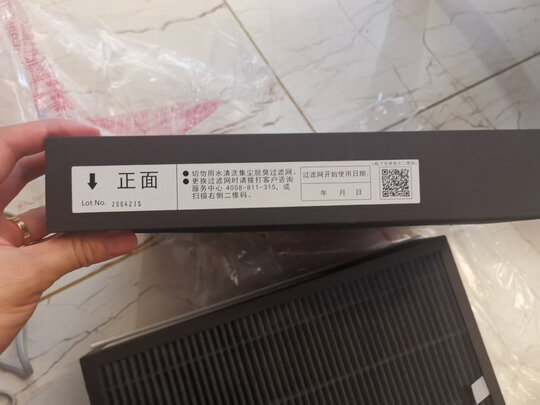 正面
Lot No. 200421S
● 切勿用水清洗集尘脱臭过滤网。
● 更换过滤网时请拨打客户咨询
服务中心 4008-811-315，或
扫描右侧二维码。
过滤网开始使用日期:
年 月 日